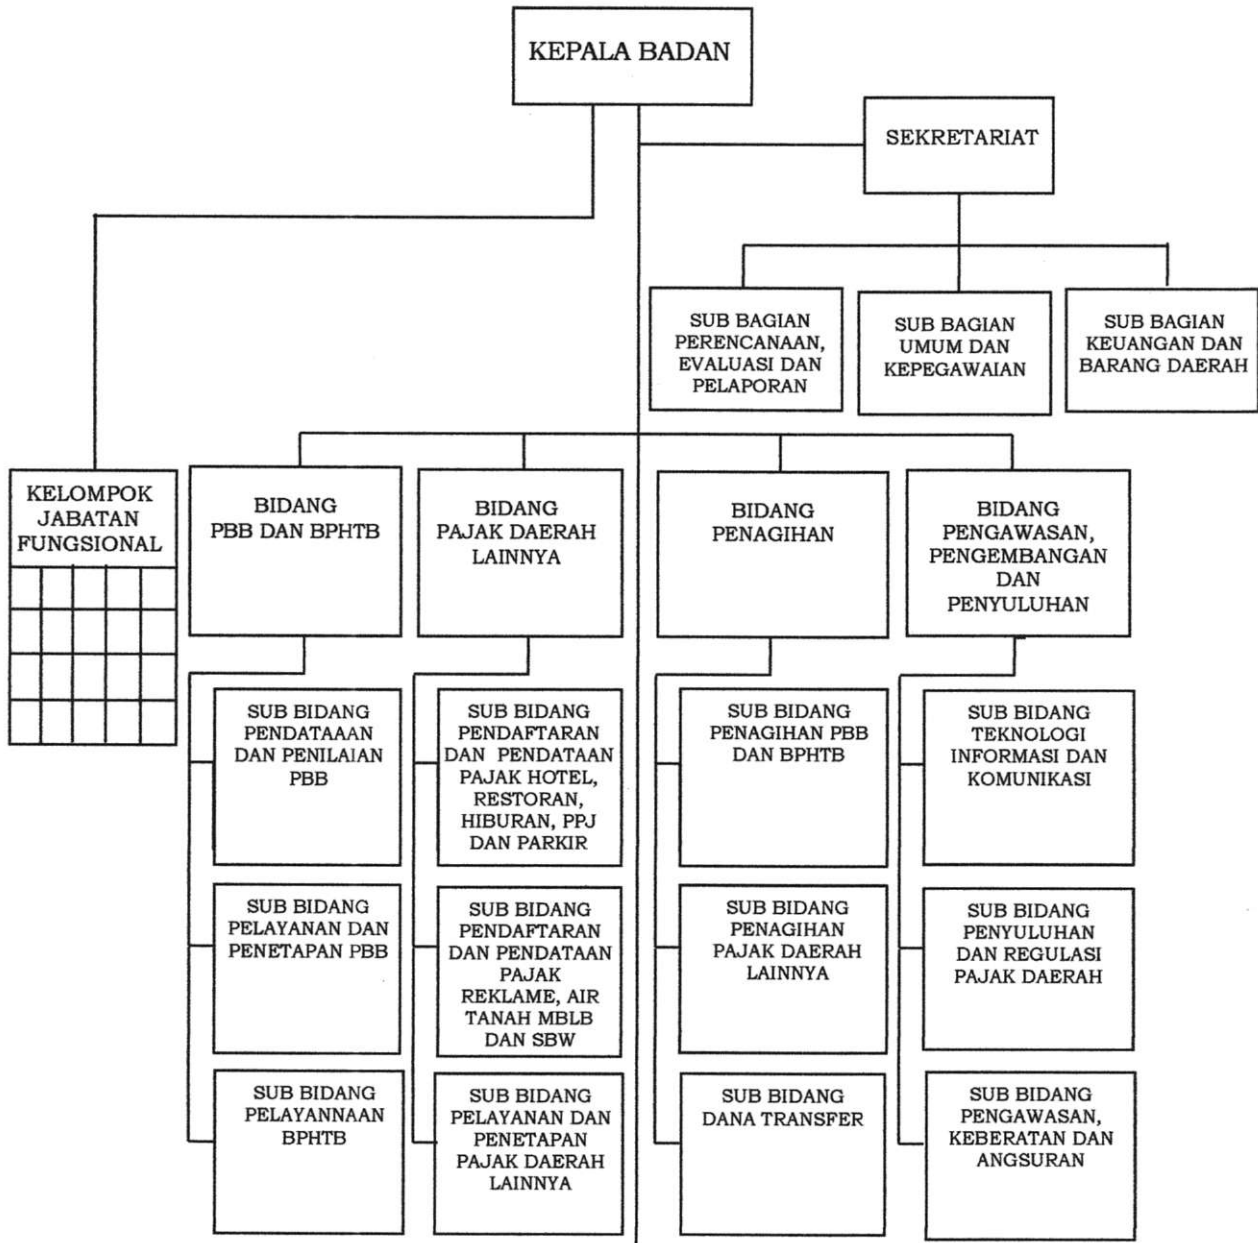 KEPALA BADAN
SEKRETARIAT
SUB BAGIAN
PERENCANAAN,
EVALUASI DAN
PELAPORAN
SUB BAGIAN
UMUM DAN
KEPEGAWAIAN
SUB BAGIAN
KEUANGAN DAN
BARANG DAERAH
KELOMPOK
JABATAN
FUNGSIONAL
BIDANG
PBB DAN BPHTB
BIDANG
PAJAK DAERAH
LAINNYA
BIDANG
PENAGIHAN
BIDANG
PENGAWASAN,
PENGEMBANGAN
DAN
PENYULUHAN
SUB BIDANG
PENDATAAAN
DAN PENILAIAN
PBB
SUB BIDANG
PENDAFTARAN
DAN PENDATAAN
PAJAK HOTEL,
RESTORAN,
HIBURAN, PPJ
DAN PARKIR
SUB BIDANG
PENAGIHAN PBB
DAN BPHTB
SUB BIDANG
TEKNOLOGI
INFORMASI DAN
KOMUNIKASI
SUB BIDANG
PELAYANAN DAN
PENETAPAN PBB
SUB BIDANG
PENDAFTARAN
DAN PENDATAAN
PAJAK
REKLAME, AIR
TANAH MBLB
DAN SBW
SUB BIDANG
PENAGIHAN
PAJAK DAERAH
LAINNYA
SUB BIDANG
PENYULUHAN
DAN REGULASI
PAJAK DAERAH
SUB BIDANG
PELAYANNAAN
BPHTB
SUB BIDANG
PELAYANAN DAN
PENETAPAN
PAJAK DAERAH
LAINNYA
SUB BIDANG
DANA TRANSFER
SUB BIDANG
PENGAWASAN,
KEBERATAN DAN
ANGSURAN